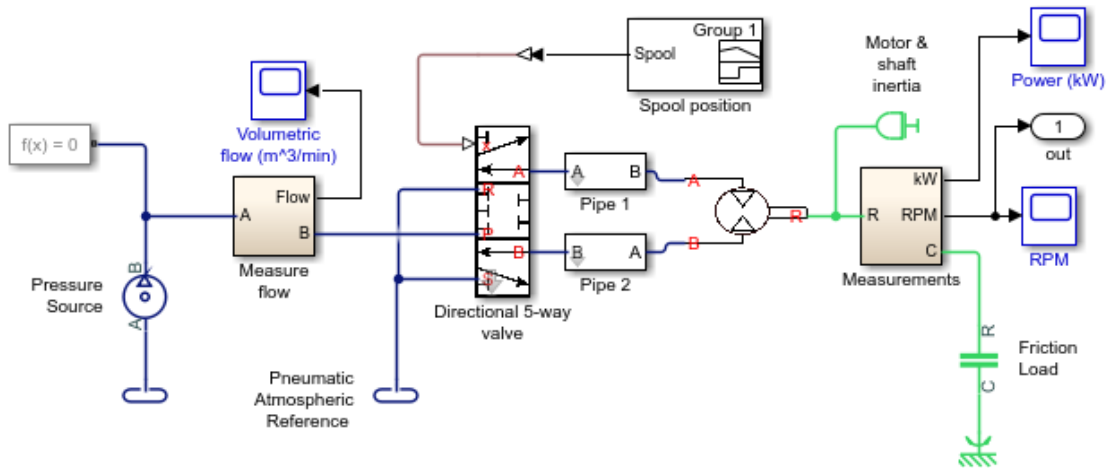 Group 1
Spool
Spool position
Motor &
shaft
inertia
Power (kW)
Volumetric
flow (m^3/min)
f(x) = 0
1
out
A
Flow
B
Measure
flow
X
A
R
P
B
S
Directional 5-way
valve
A
B
Pipe 1
B
A
Pipe 2
A
B
R
R
kW
RPM
C
Measurements
RPM
B
A
Pressure
Source
Pneumatic
Atmospheric
Reference
R
C
Friction
Load